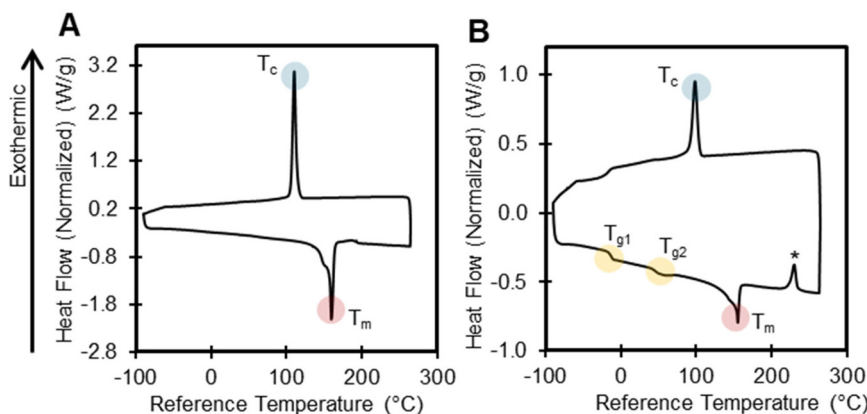 A
B
Exothermic
Heat Flow (Normalized) (W/g)
3.2
2.2
1.2
0.2
-0.8
-1.8
-2.8
Tc
Tm
-100 0 100 200 300
Reference Temperature (°C)
Heat Flow (Normalized) (W/g)
1.0
0.5
0.0
-0.5
-1.0
Tc
Tg1
Tg2
*
Tm
-100 0 100 200 300
Reference Temperature (°C)